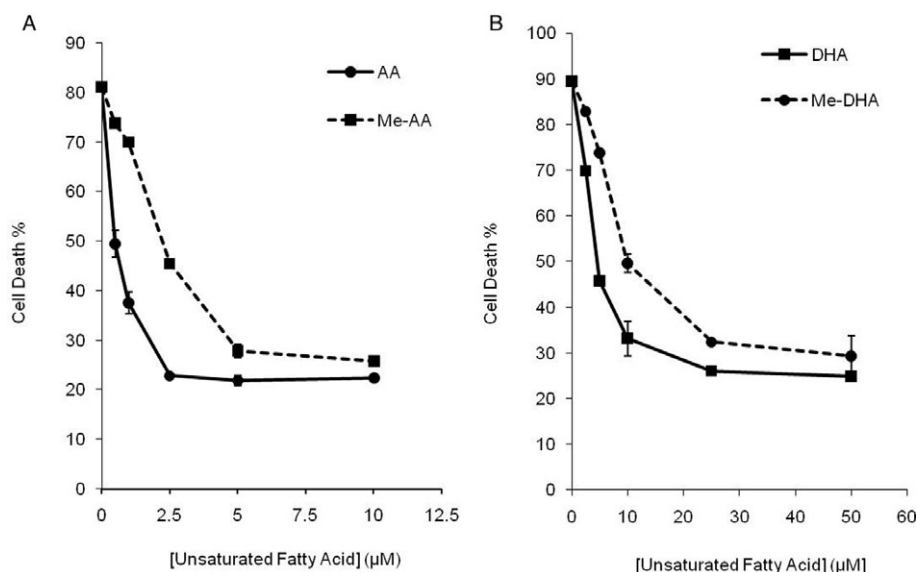 A
90
80
70
60
50
40
30
20
10
0
Cell Death %
0 2.5 5 7.5 10 12.5
[Unsaturated Fatty Acid] (µM)
AA
Me-AA
B
100
90
80
70
60
50
40
30
20
10
0
Cell Death %
0 10 20 30 40 50 60
[Unsaturated Fatty Acid] (µM]
DHA
Me-DHA